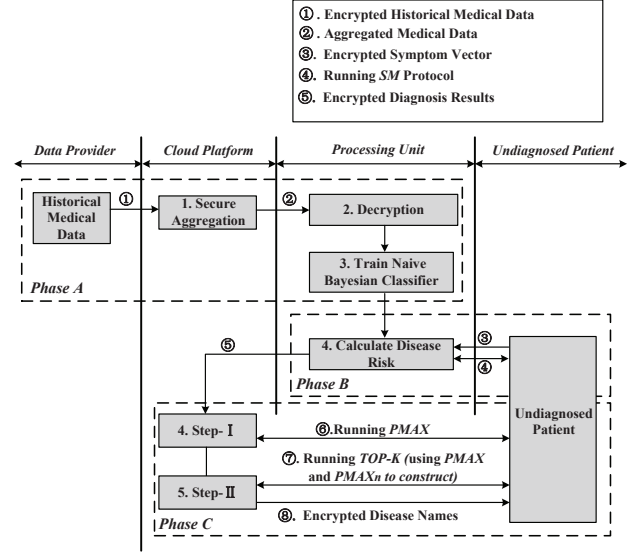 ①. Encrypted Historical Medical Data
②. Aggregated Medical Data
③. Encrypted Symptom Vector
④. Running SM Protocol
⑤. Encrypted Diagnosis Results
Data Provider
Cloud Platform
Processing Unit
Undiagnosed Patient
Historical
Medical
Data
①
1. Secure
Aggregation
②
2. Decryption
3. Train Naive
Bayesian Classifier
Phase A
⑤
4. Calculate Disease
Risk
③
④
Phase B
Undiagnosed
Patient
4. Step-Ⅰ
⑥.Running PMAX
⑦. Running TOP-K (using PMAX
and PMAXn to construct)
5. Step-Ⅱ
⑧. Encrypted Disease Names
Phase C